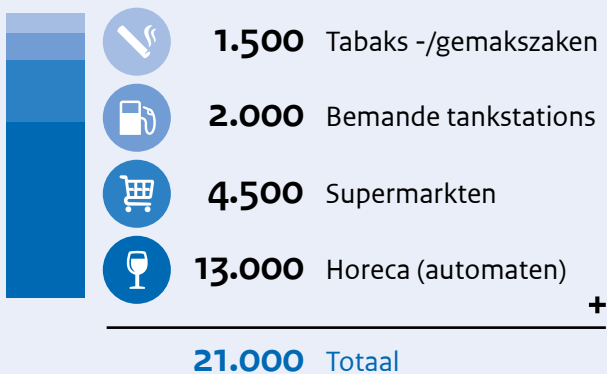 1.500 Tabaks -/gemakszaken
2.000 Bemande tankstations
4.500 Supermarkten
13.000 Horeca (automaten)
+
21.000 Totaal